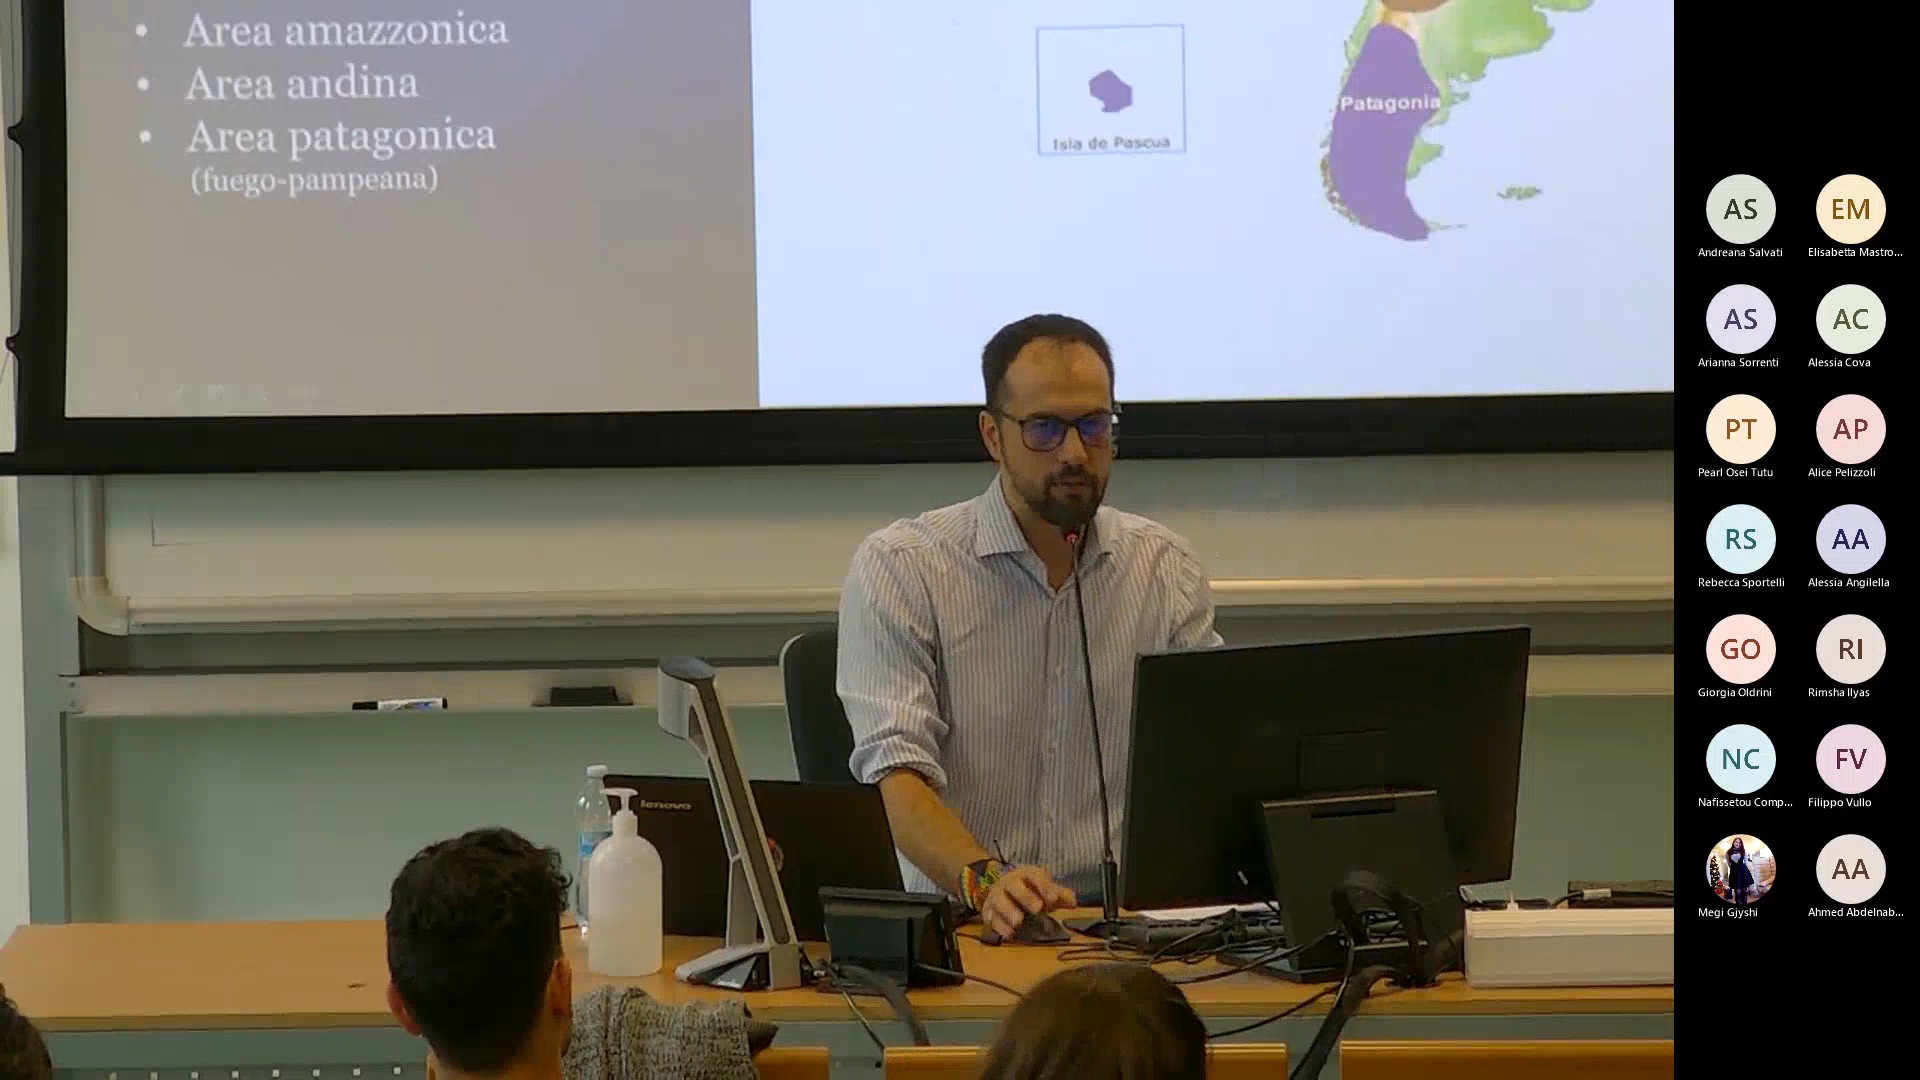 • Area amazzonica
• Area andina
• Area patagonica
(fuego-pampeana)
Isla de Pascua
Patagonia
lenovo
AS
Andreana Salvati
EM
Elisabetta Mastro...
AS
Arianna Sorrenti
AC
Alessia Cova
PT
Pearl Osei Tutu
AP
Alice Pelizzoli
RS
Rebecca Sportelli
AA
Alessia Angilella
GO
Giorgia Oldrini
RI
Rimsha Ilyas
NC
Nafissetou Comp...
FV
Filippo Vullo
Megi Gjyshi
AA
Ahmed Abdelnab...